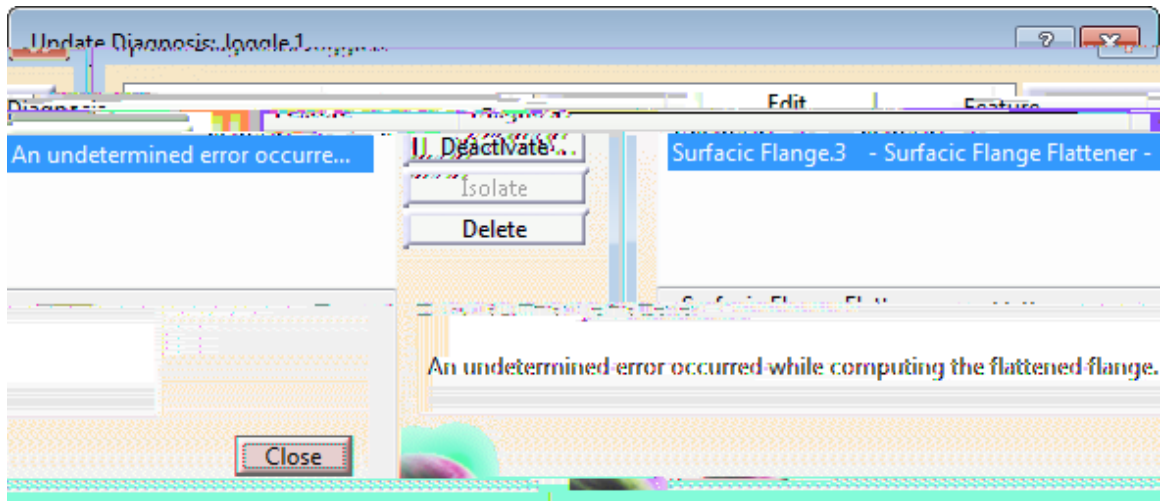 Update Diagnosis: Joggle.1
Edit
Feature
Diagnosis
An undetermined error occurre...
Deactivate
Surfacic Flange.3 - Surfacic Flange Flattener -
Isolate
Delete
An undetermined error occurred while computing the flattened flange.
Close